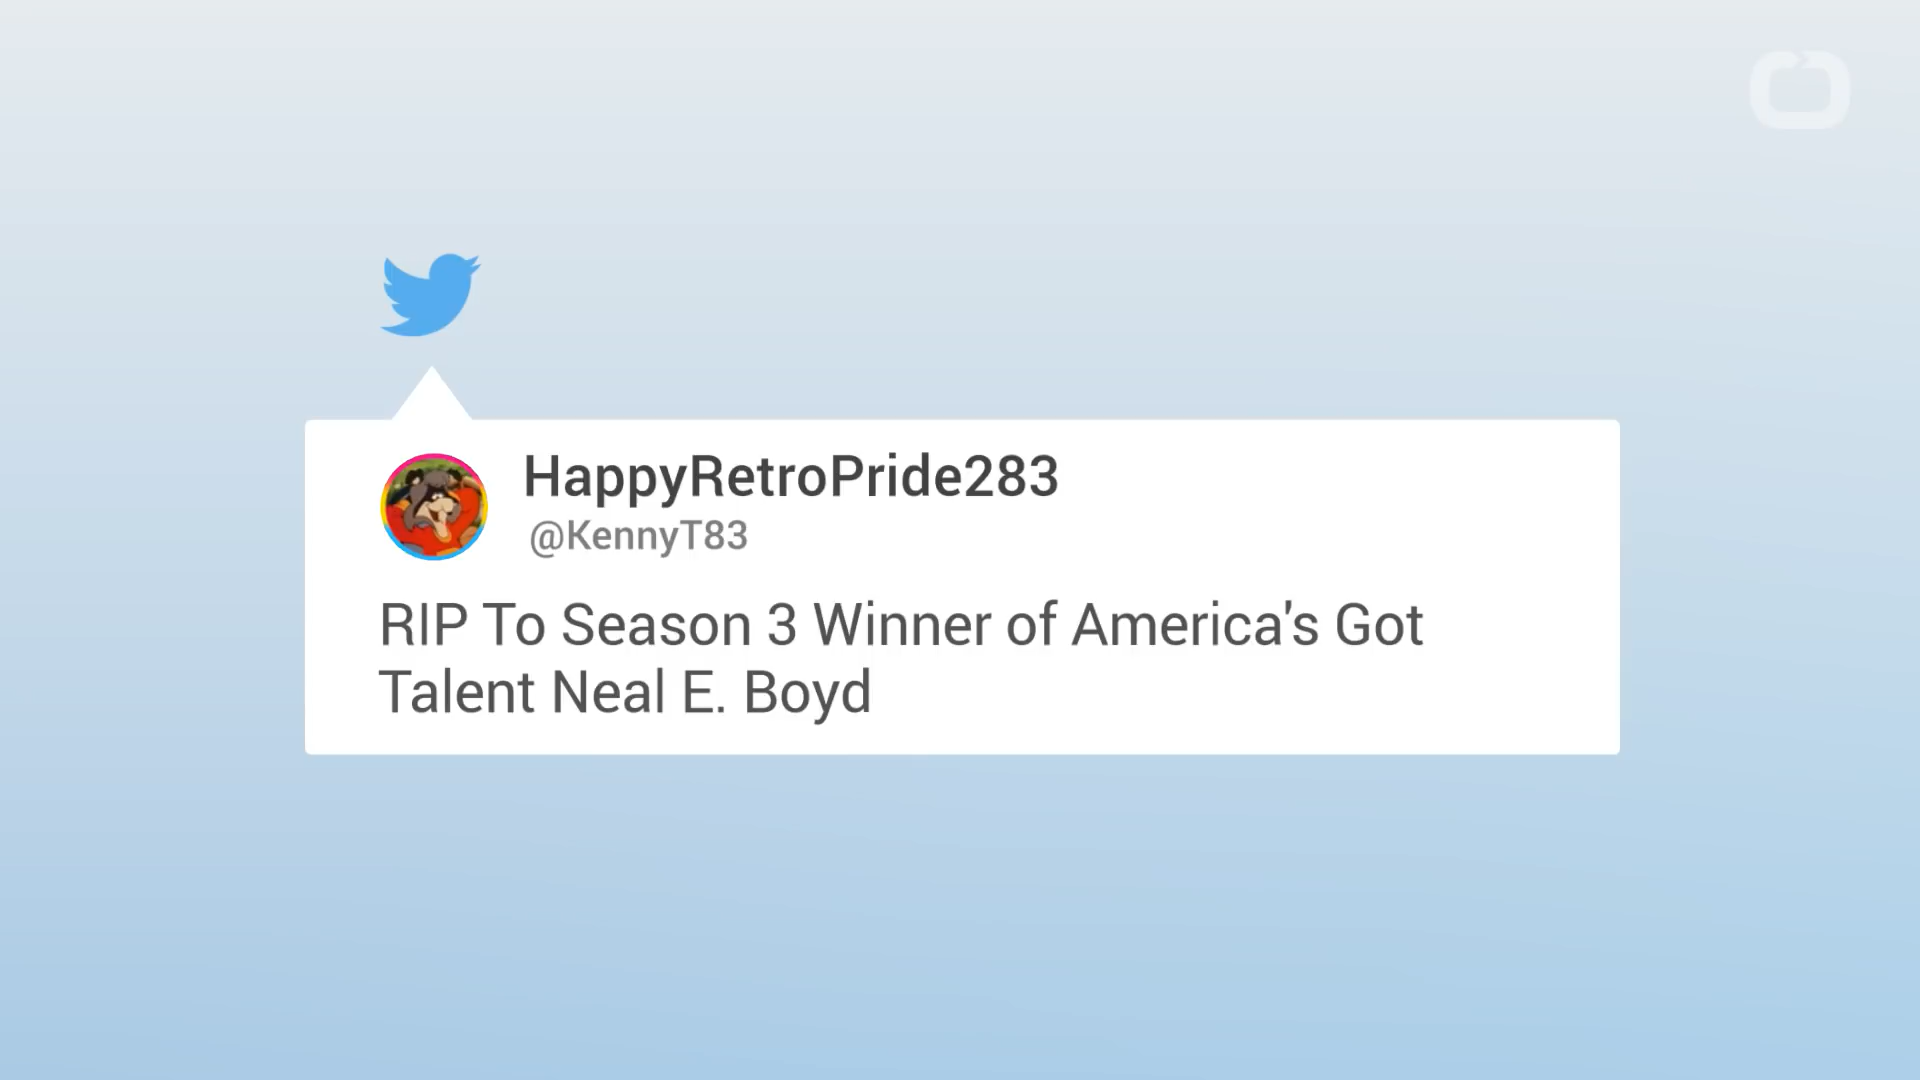 HappyRetroPride283
@KennyT83
RIP To Season 3 Winner of America's Got
Talent Neal E. Boyd